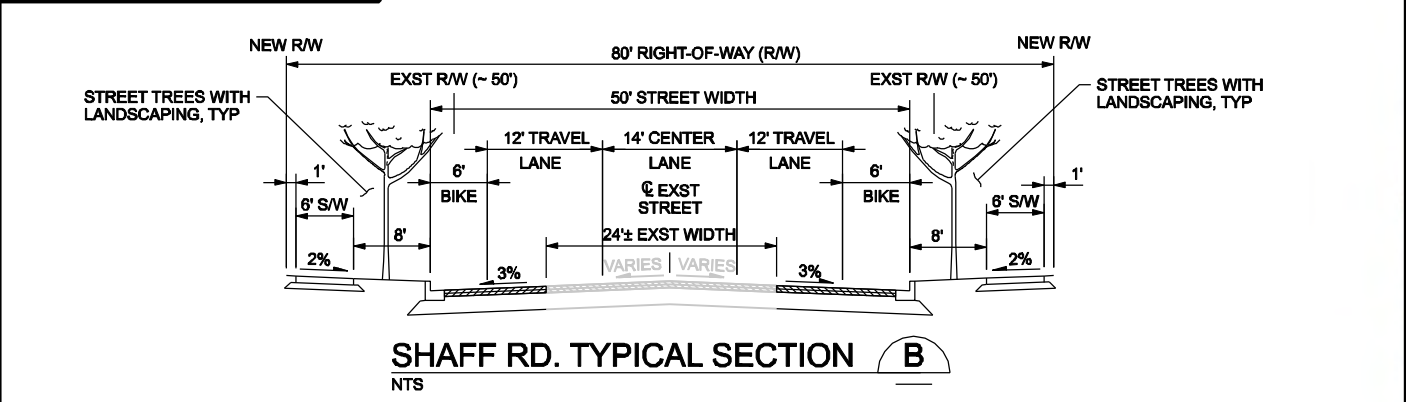 NEW R/W
NEW R/W
80' RIGHT-OF-WAY (R/W)
EXST R/W (~ 50')
EXST R/W (~ 50')
STREET TREES WITH
LANDSCAPING, TYP
STREET TREES WITH
LANDSCAPING, TYP
50' STREET WIDTH
12' TRAVEL
LANE
14' CENTER
LANE
12' TRAVEL
LANE
1'
6'
BIKE
℄ EXST
STREET
6'
BIKE
1'
6' S/W
6' S/W
8'
24'± EXST WIDTH
8'
2%
3%
VARIES
VARIES
3%
2%
SHAFF RD. TYPICAL SECTION
B
NTS